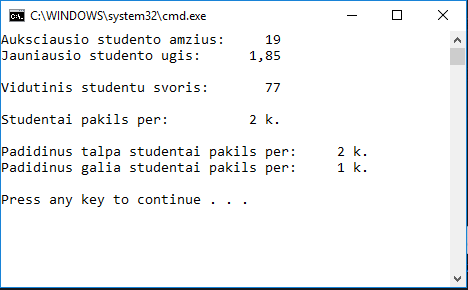 C:\WINDOWS\system32\cmd.exe
Auksciausio studento amzius: 19
Jauniausio studento ugis: 1,85
Vidutinis studentu svoris: 77
Studentai pakils per: 2 k.
Padidinus talpa studentai pakils per: 2 k.
Padidinus galia studentai pakils per: 1 k.
Press any key to continue . . .